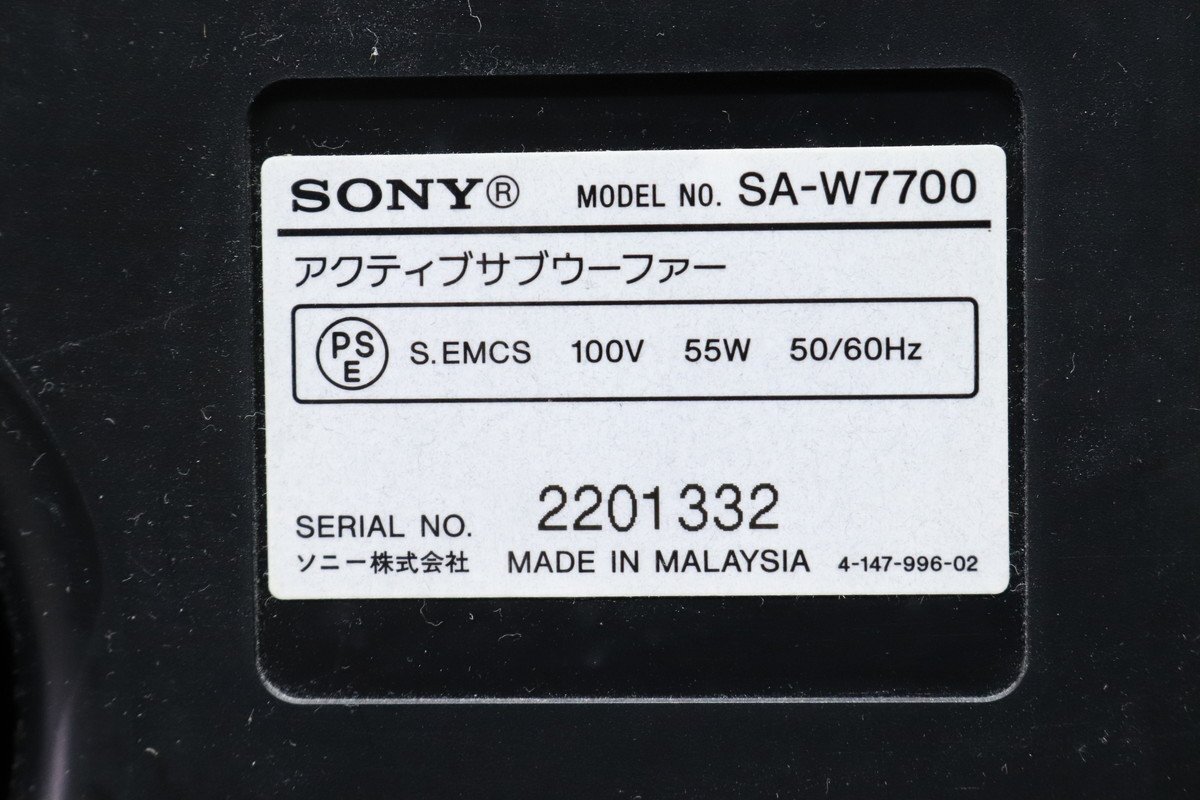 SONY® MODEL NO. SA-W7700
アクティブサブウーファー
PSE S.EMCS 100V 55W 50/60Hz
SERIAL NO. 2201332
ソニー株式会社 MADE IN MALAYSIA 4-147-996-02